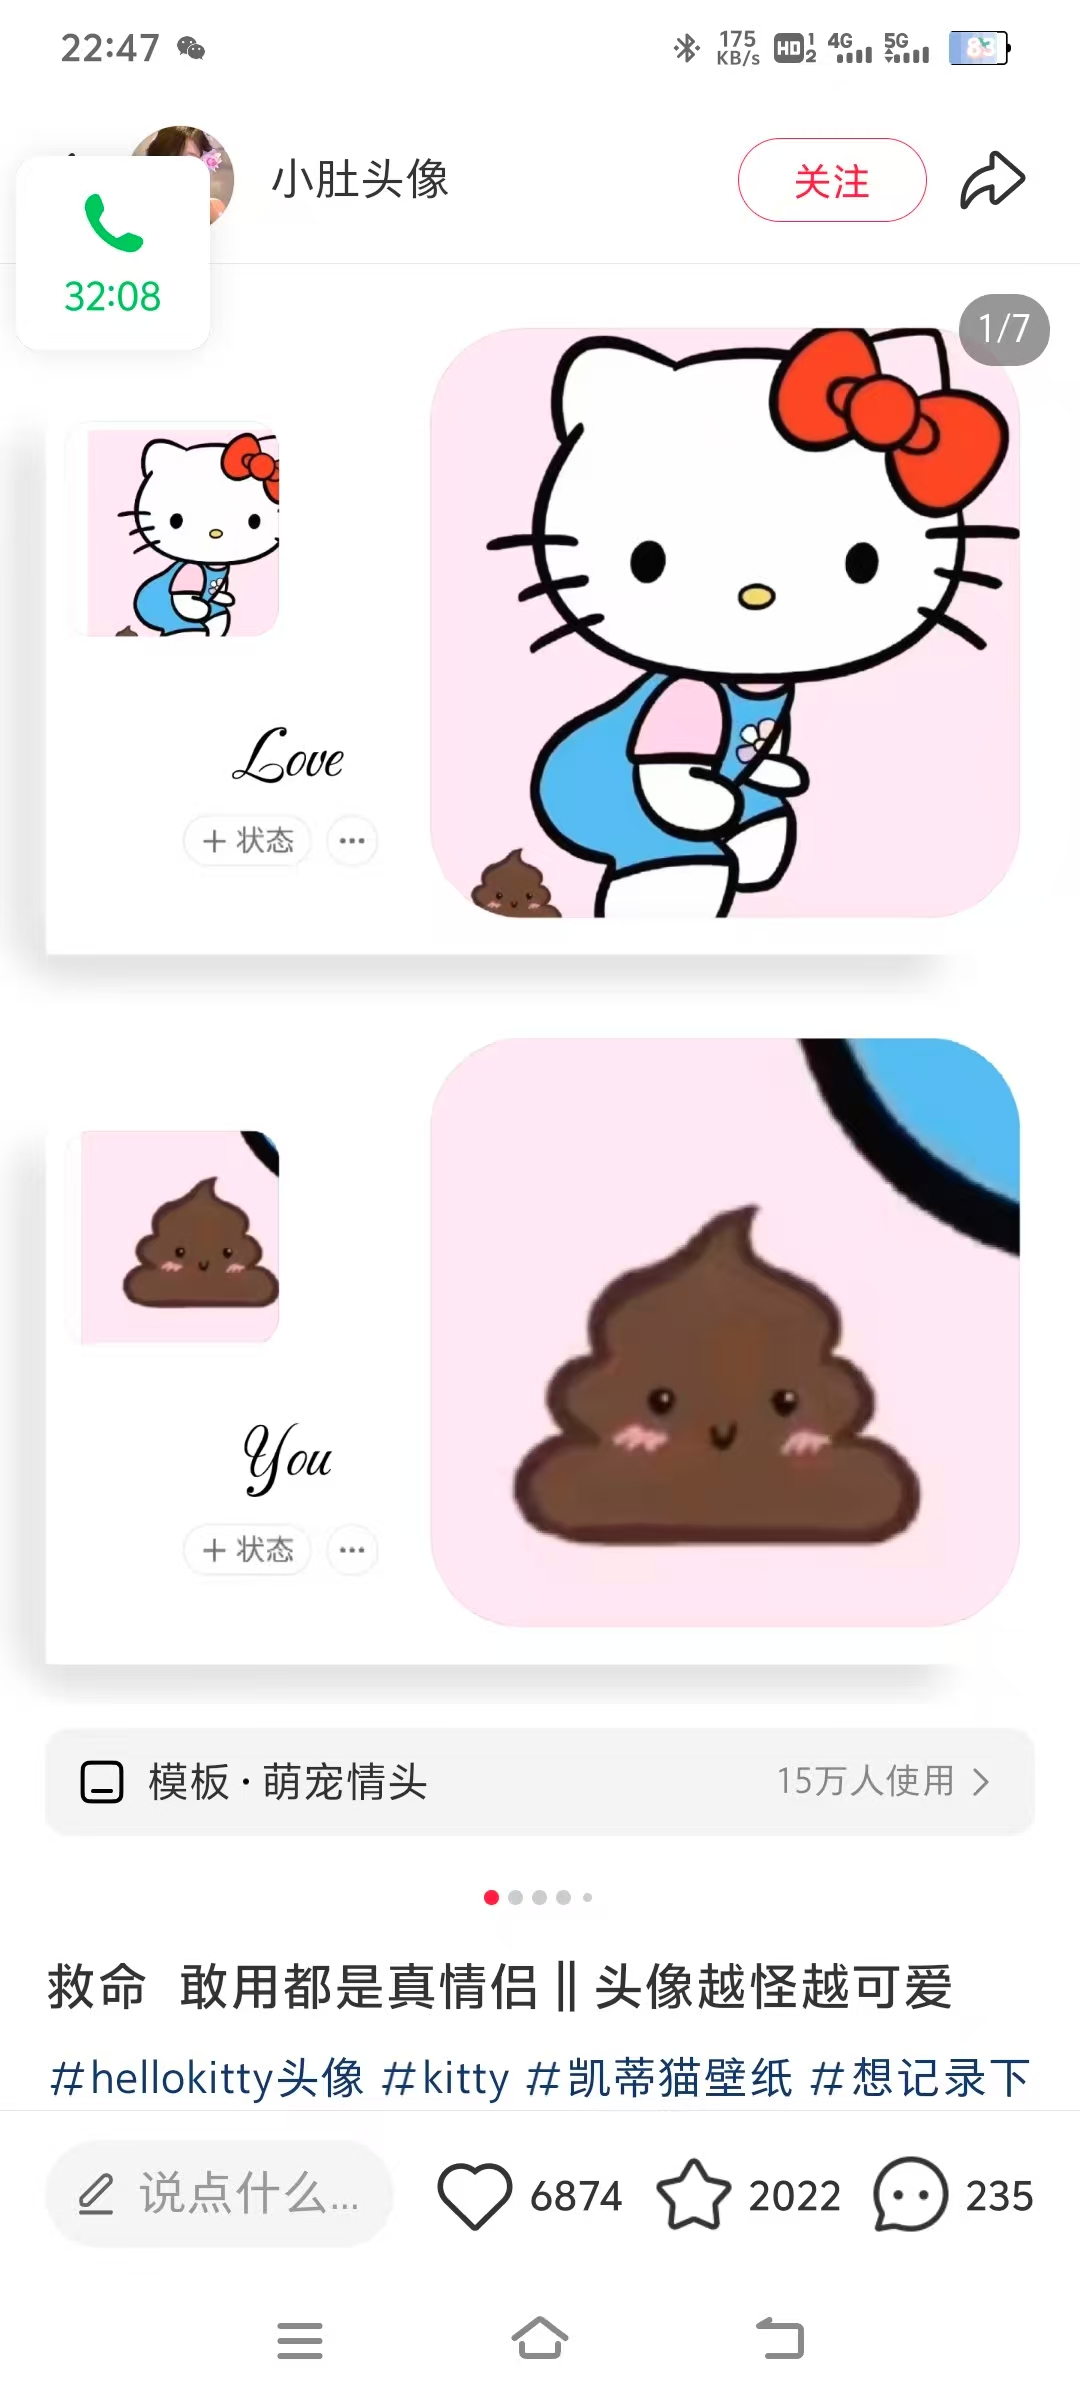 22:47
175 KB/s HD 1 2 4G 5G 83
小肚头像
关注
32:08
1/7
Love
+ 状态
You
+ 状态
模板·萌宠情头
15万人使用
救命 敢用都是真情侣‖头像越怪越可爱
#hellokitty头像 #kitty #凯蒂猫壁纸 #想记录下
说点什么...
6874
2022
235